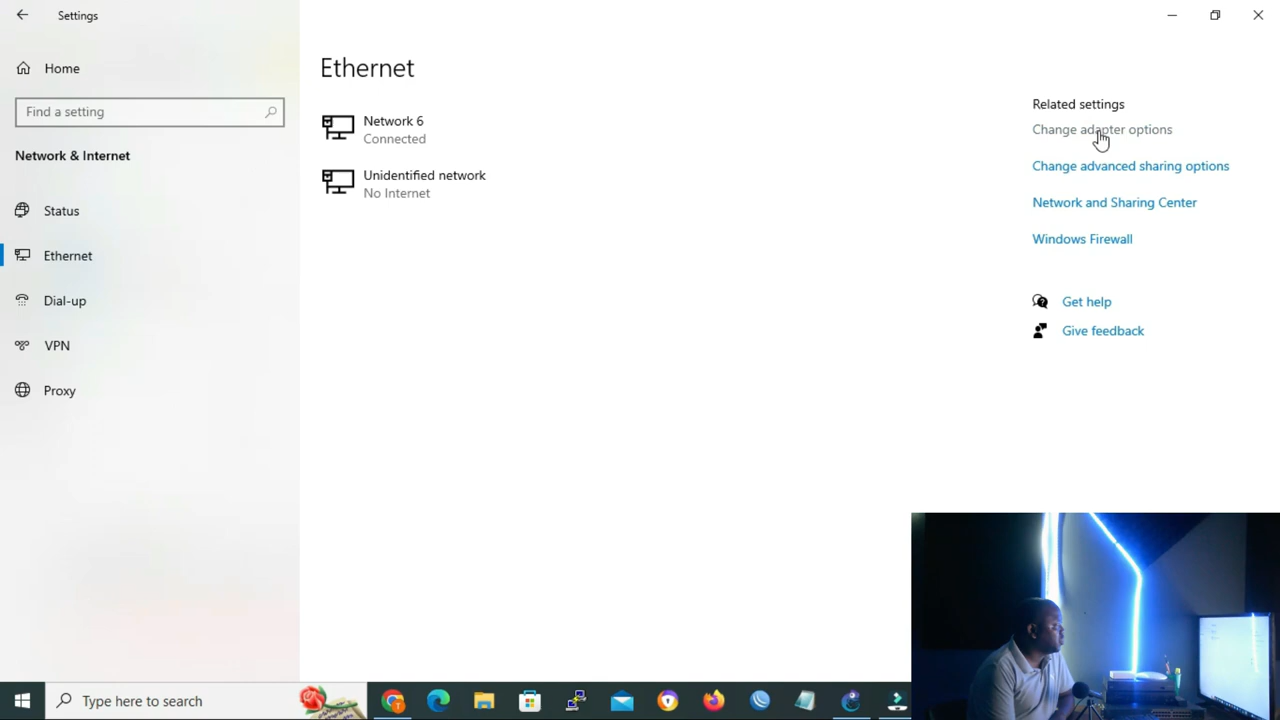 Settings
Home
Find a setting
Network & Internet
Status
Ethernet
Dial-up
VPN
Proxy
Ethernet
Network 6
Connected
Unidentified network
No Internet
Related settings
Change adapter options
Change advanced sharing options
Network and Sharing Center
Windows Firewall
Get help
Give feedback
Type here to search